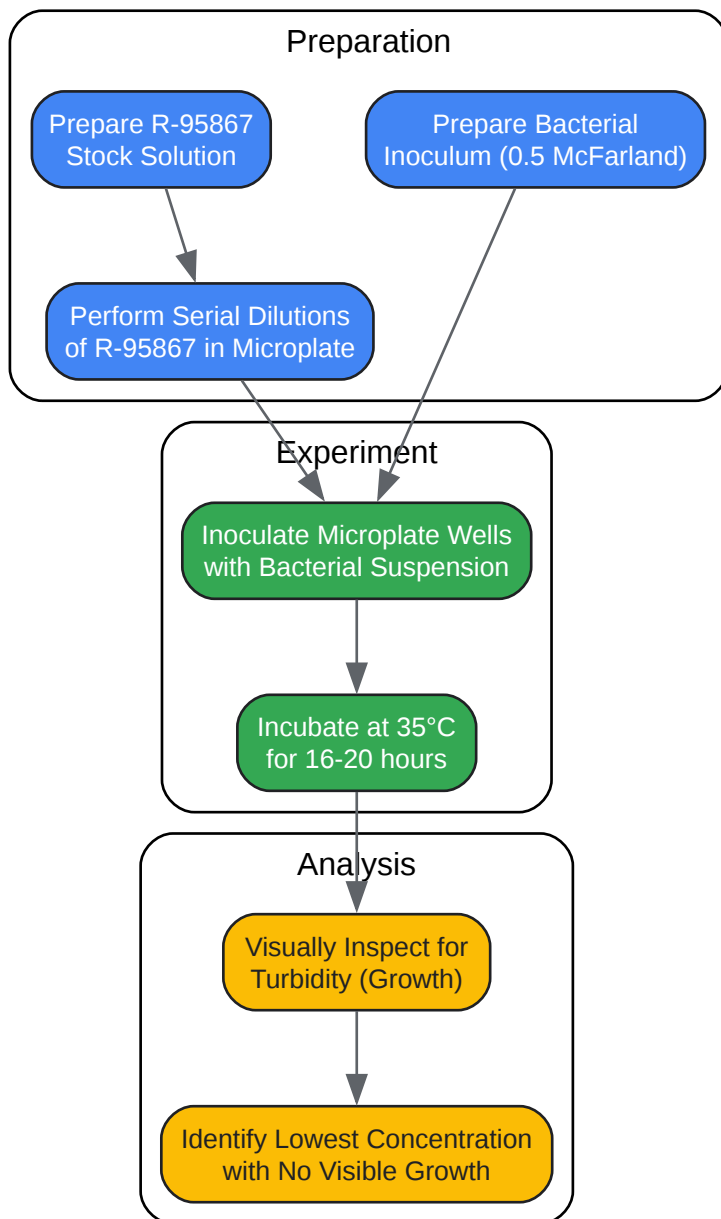 Preparation
Prepare R-95867
Stock Solution
Prepare Bacterial
Inoculum (0.5 McFarland)
Perform Serial Dilutions
of R-95867 in Microplate
Experiment
Inoculate Microplate Wells
with Bacterial Suspension
Incubate at 35°C
for 16-20 hours
Analysis
Visually Inspect for
Turbidity (Growth)
Identify Lowest Concentration
with No Visible Growth